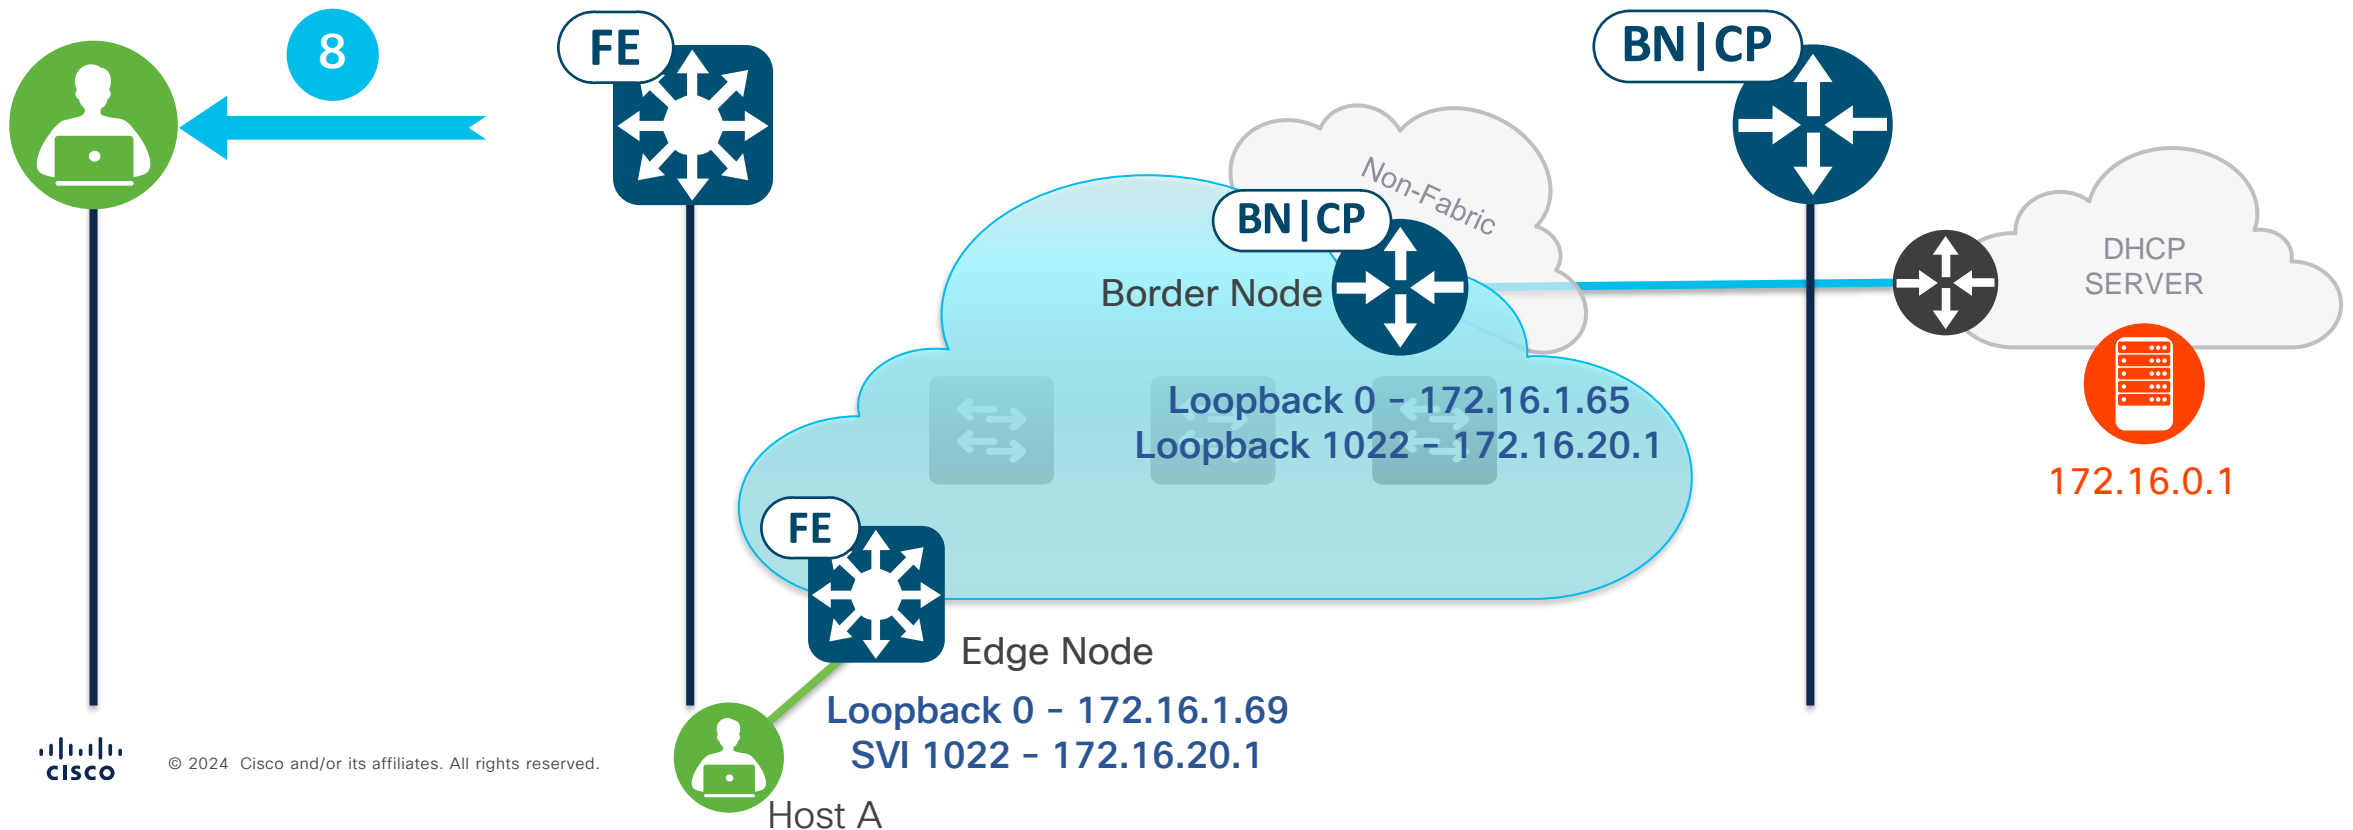 8
FE
BN|CP
Non-Fabric
BN|CP
Border Node
DHCP
SERVER
Loopback 0 – 172.16.1.65
Loopback 1022 – 172.16.20.1
172.16.0.1
FE
Edge Node
Loopback 0 – 172.16.1.69
SVI 1022 – 172.16.20.1
Host A
CISCO
© 2024 Cisco and/or its affiliates. All rights reserved.